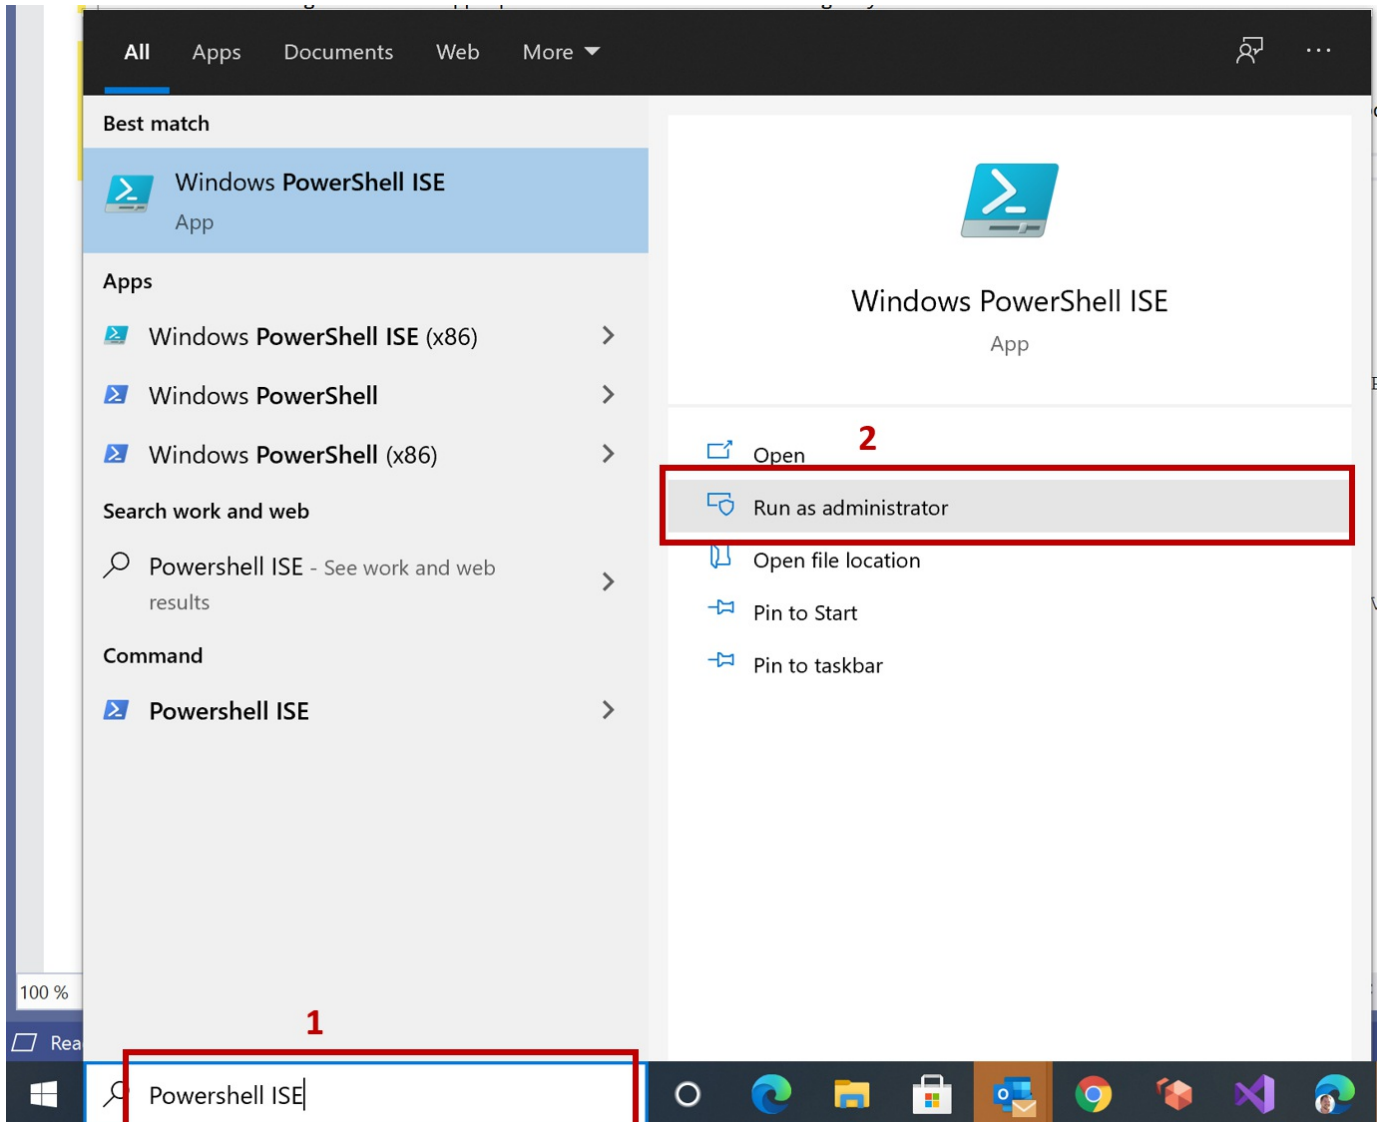 All Apps Documents Web More
Best match
Windows PowerShell ISE
App
Apps
Windows PowerShell ISE (x86)
Windows PowerShell
Windows PowerShell (x86)
Search work and web
Powershell ISE - See work and web
results
Command
Powershell ISE
Windows PowerShell ISE
App
2
Open
Run as administrator
Open file location
Pin to Start
Pin to taskbar
100 %
1
Powershell ISE